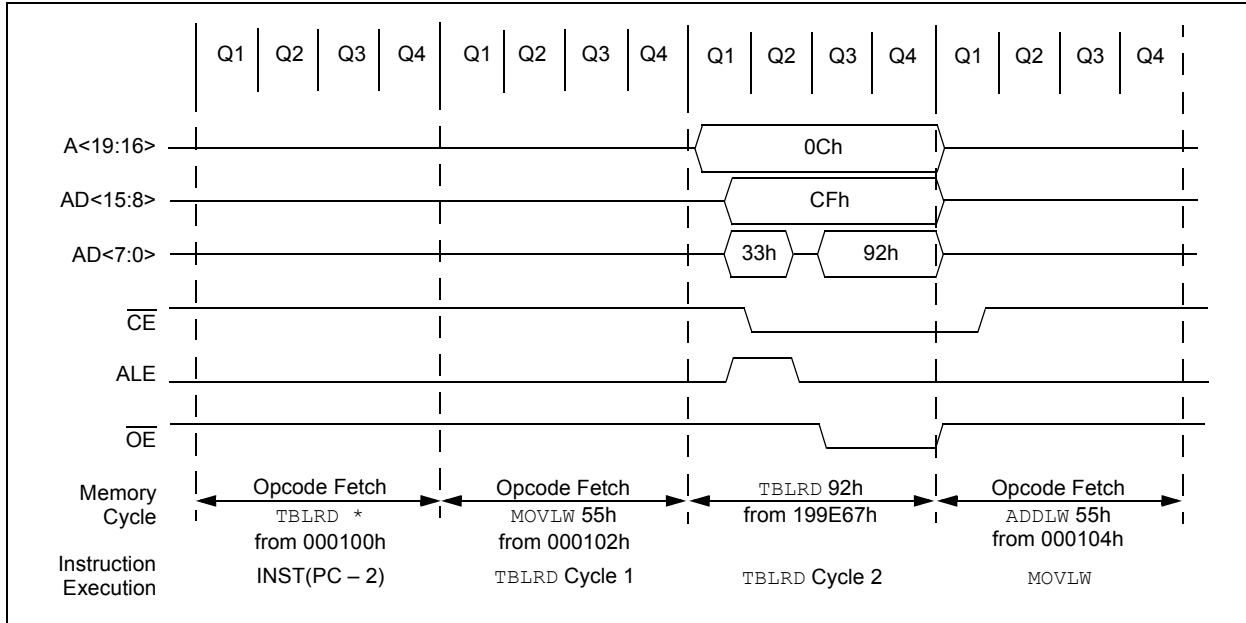 Q1 Q2 Q3 Q4 Q1 Q2 Q3 Q4 Q1 Q2 Q3 Q4 Q1 Q2 Q3 Q4
A<19:16> 0Ch
AD<15:8> CFh
AD<7:0> 33h 92h
CE
ALE
OE
Memory Cycle
Opcode Fetch
TBLRD *
from 000100h
Opcode Fetch
MOVLW 55h
from 000102h
TBLRD 92h
from 199E67h
Opcode Fetch
ADDLW 55h
from 000104h
Instruction Execution
INST(PC – 2)
TBLRD Cycle 1
TBLRD Cycle 2
MOVLW